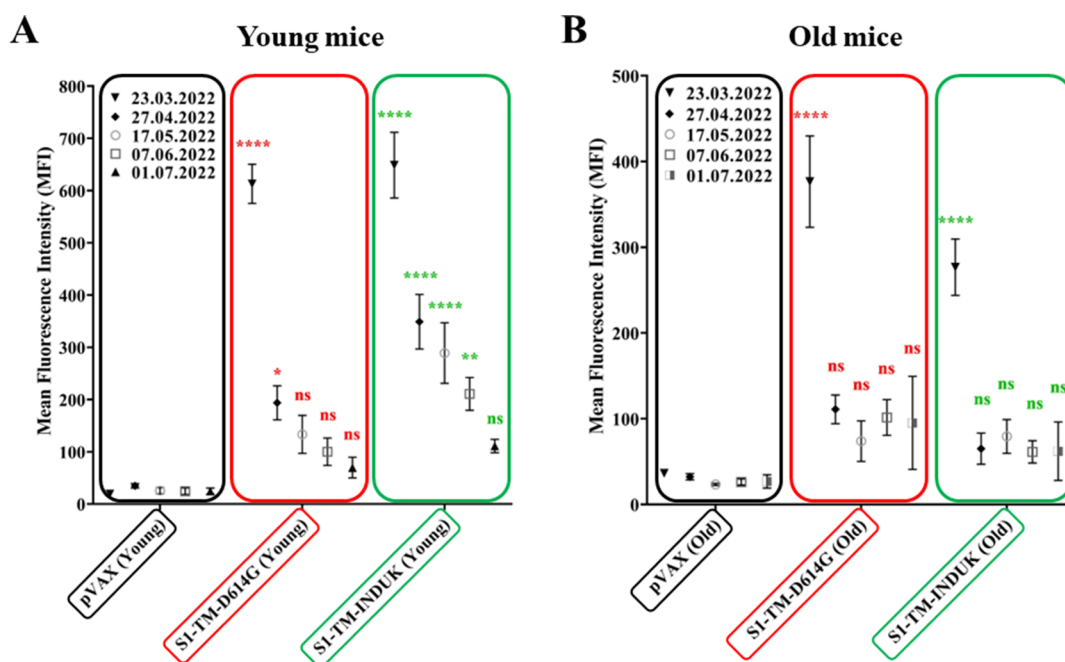 A
Young mice
Mean Fluorescence Intensity (MFI)
800
700
600
500
400
300
200
100
0
23.03.2022
27.04.2022
17.05.2022
07.06.2022
01.07.2022
****
*
ns
ns
ns
****
****
****
**
ns
pVAX (Young)
S1-TM-D614G (Young)
S1-TM-INDUK (Young)
B
Old mice
Mean Fluorescence Intensity (MFI)
500
400
300
200
100
0
23.03.2022
27.04.2022
17.05.2022
07.06.2022
01.07.2022
****
ns
ns
ns
ns
****
ns
ns
ns
ns
pVAX (Old)
S1-TM-D614G (Old)
S1-TM-INDUK (Old)